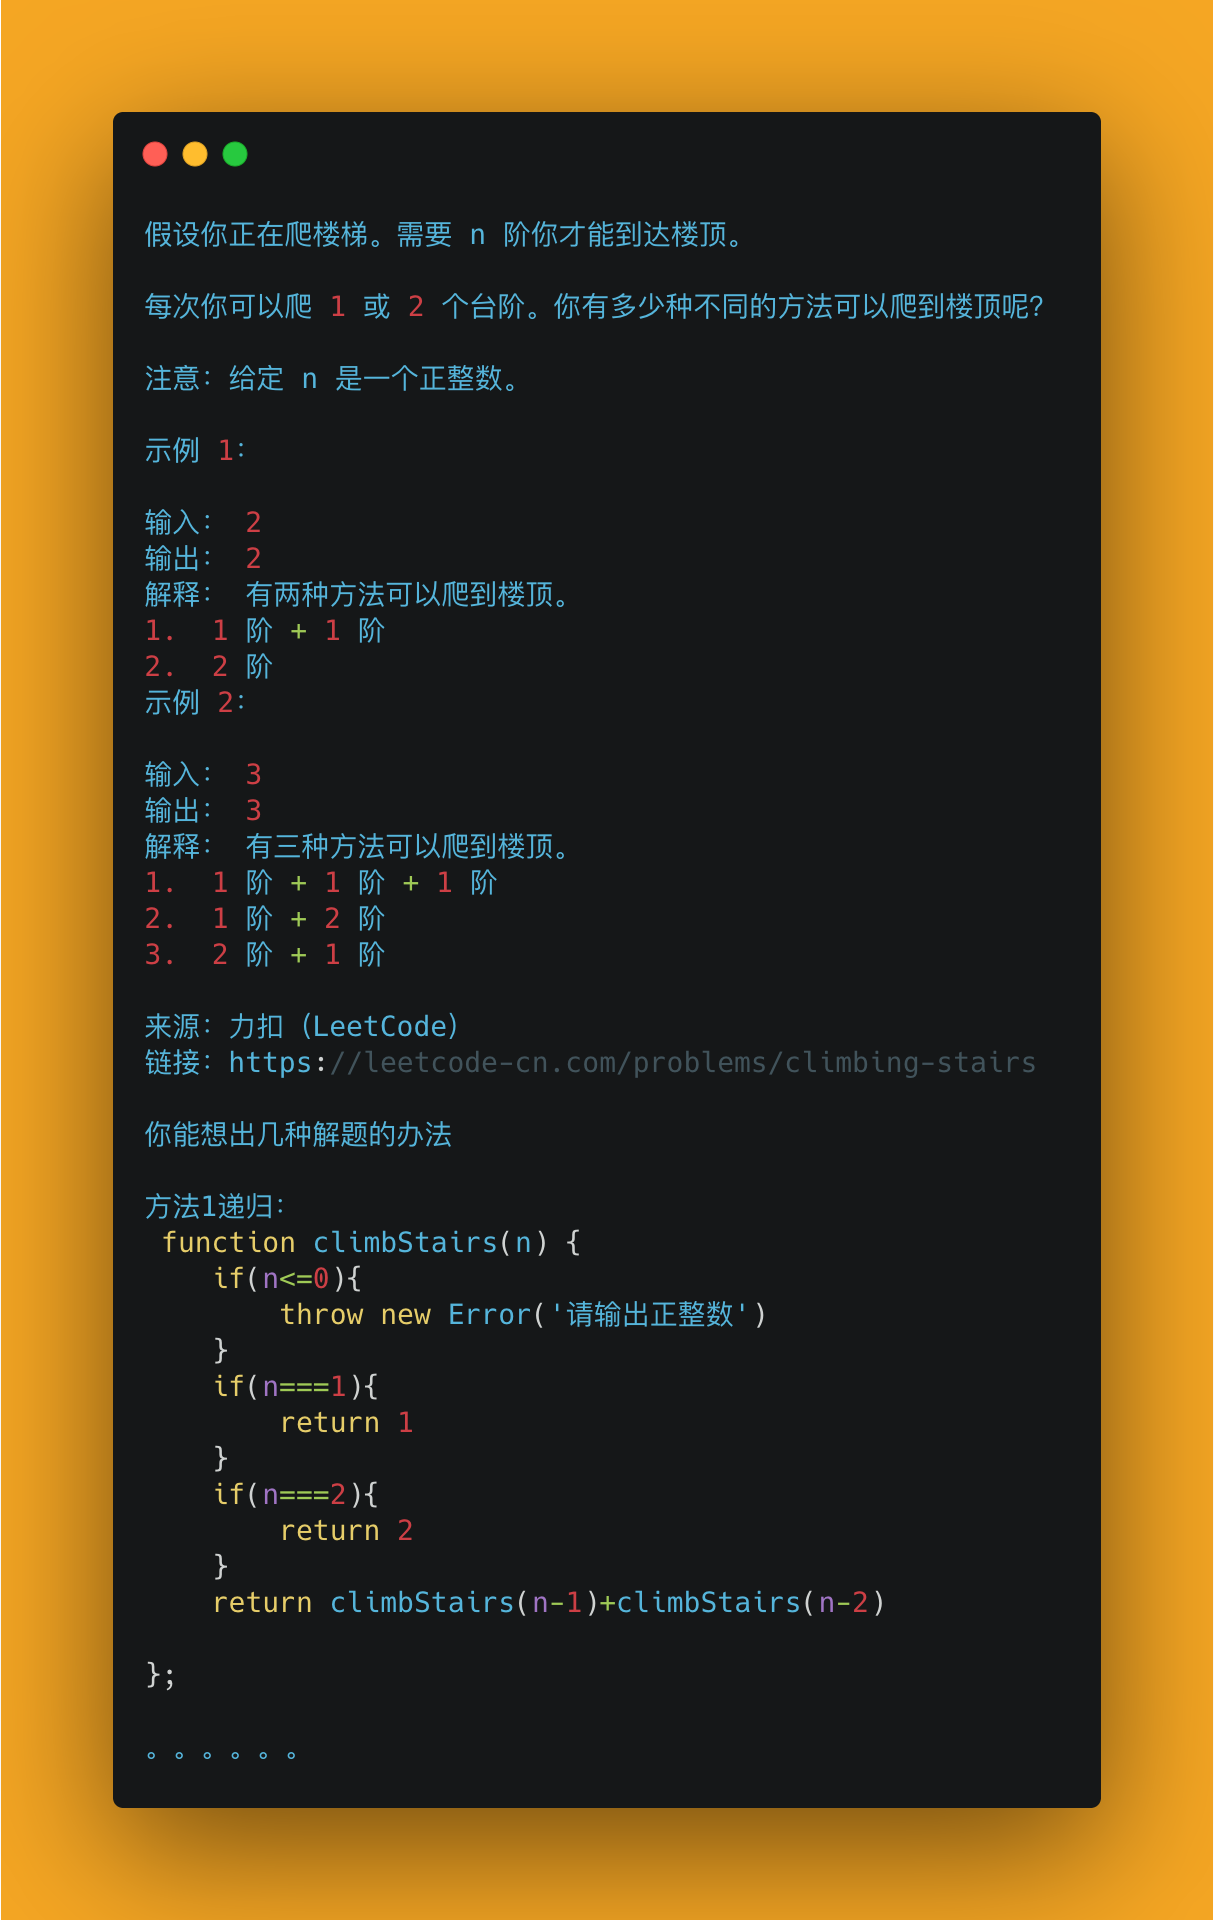 假设你正在爬楼梯。需要 n 阶你才能到达楼顶。
每次你可以爬 1 或 2 个台阶。你有多少种不同的方法可以爬到楼顶呢?
注意：给定 n 是一个正整数。
示例 1：
输入： 2
输出： 2
解释： 有两种方法可以爬到楼顶。
1.  1 阶 + 1 阶
2.  2 阶
示例 2：
输入： 3
输出： 3
解释： 有三种方法可以爬到楼顶。
1.  1 阶 + 1 阶 + 1 阶
2.  1 阶 + 2 阶
3.  2 阶 + 1 阶
来源：力扣（LeetCode）
链接：https://leetcode-cn.com/problems/climbing-stairs
你能想出几种解题的办法
方法1递归：
 function climbStairs(n) {
    if(n<=0){
        throw new Error('请输出正整数')
    }
    if(n===1){
        return 1
    }
    if(n===2){
        return 2
    }
    return climbStairs(n-1)+climbStairs(n-2)
};
。。。。。。